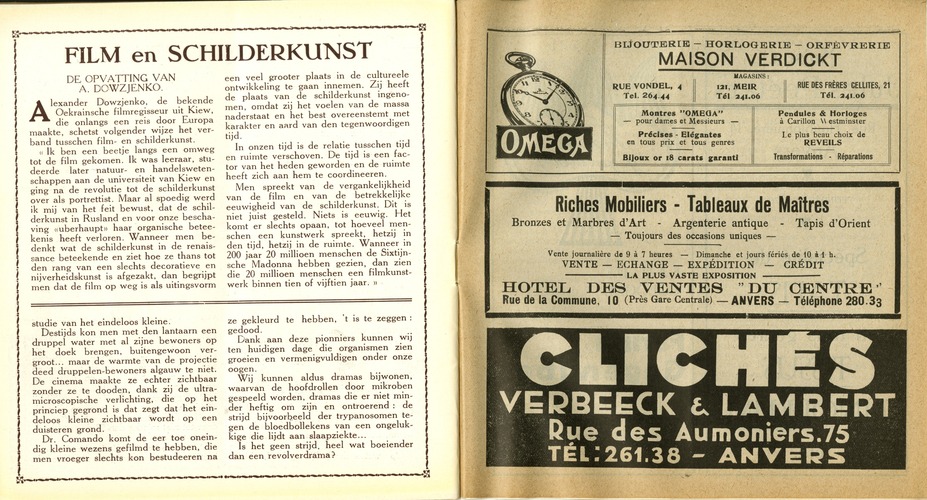 FILM en SCHILDERKUNST
DE OPVATTING VAN
A. DOWZJENKO.
Alexander Dowzjenko, de bekende
Oekrainsche filmregisseur uit Kiew,
die onlangs een reis door Europa
maakte, schetst volgender wijze het ver-
band tusschen film- en schilderkunst.
« Ik ben een beetje langs een omweg
tot de film gekomen. Ik was leeraar, stu-
deerde later natuur- en handelsweten-
schappen aan de universiteit van Kiew en
ging na de revolutie tot de schilderkunst
over als portrettist. Maar al spoedig werd
ik mij van het feit bewust, dat de schil-
derkunst in Rusland en voor onze bescha-
ving «uberhaupt» haar organische betee-
kenis heeft verloren. Wanneer men be-
denkt wat de schilderkunst in de renais-
sance beteekende en ziet hoe ze thans tot
den rang van een slechts decoratieve en
nijverheidskunst is afgezakt, dan begrijpt
men dat de film op weg is als uitingsvorm
een veel grooter plaats in de cultureele
ontwikkeling te gaan innemen. Zij heeft
de plaats van de schilderkunst ingeno-
men, omdat zij het voelen van de massa
naderstaat en het best overeenstemt met
karakter en aard van den tegenwoordigen
tijd.
In onzen tijd is de relatie tusschen tijd
en ruimte verschoven. De tijd is een fac-
tor van het heden geworden en de ruimte
heeft zich aan hem te coordineeren.
Men spreekt van de vergankelijkheid
van de film en van de betrekkelijke
eeuwigheid van de schilderkunst. Dit is
niet juist gesteld. Niets is eeuwig. Het
komt er slechts opaan, tot hoeveel men-
schen een kunstwerk spreekt, hetzij in
den tijd, hetzij in de ruimte. Wanneer in
200 jaar 20 millioen menschen de Sixtijn-
sche Madonna hebben gezien, dan zien
die 20 millioen menschen een filmkunst-
werk binnen tien of vijftien jaar. »
studie van het eindeloos kleine.
Destijds kon men met den lantaarn een
druppel water met al zijne bewoners op
het doek brengen, buitengewoon ver-
groot... maar de warmte van de projectie
deed druppelen-bewoners algauw te niet.
De cinema maakte ze echter zichtbaar
zonder ze te dooden, dank zij de ultra-
microscopische verlichting, die op het
princiep gegrond is dat zegt dat het ein-
deloos kleine zichtbaar wordt op een
duisteren grond.
Dr. Comando komt de eer toe onein-
dig kleine wezens gefilmd te hebben, die
men vroeger slechts kon bestudeeren na
ze gekleurd te hebben, 't is te zeggen :
gedood.
Dank aan deze pionniers kunnen wij
ten huidigen dage die organismen zien
groeien en vermenigvuldigen onder onze
oogen.
Wij kunnen aldus dramas bijwonen,
waarvan de hoofdrollen door mikroben
gespeeld worden, dramas die er niet min-
der heftig om zijn en ontroerend : de
strijd bijvoorbeeld der trypanosomen te-
gen de bloedbollekens van een ongeluk-
kige die lijdt aan slaapziekte...
Is het geen strijd, heel wat boeiender
dan een revolverdrama?
OMEGA
BIJOUTERIE – HORLOGERIE – ORFÉVRERIE
MAISON VERDICKT
MAGASINS :
RUE VONDEL, 4
Tel. 264.44
121, MEIR
Tél 241.06
RUE DES FRÈRES CELLITES, 21
Tél. 241.06
Montres "OMEGA"
— pour dames et Messieurs —
Précises - Elégantes
en tous prix et tous genres
Bijoux or 18 carats garanti
Pendules & Horloges
à Carillon Westminster
Le plus beau choix de
REVEILS
Transformations - Réparations
Riches Mobiliers - Tableaux de Maîtres
Bronzes et Marbres d'Art - Argenterie antique - Tapis d'Orient
— Toujours des occasions uniques —
Vente journalière de 9 à 7 heures — Dimanche et jours fériés de 10 à 1 h.
VENTE — ECHANGE — EXPÉDITION — CRÉDIT
LA PLUS VASTE EXPOSITION
HOTEL DES VENTES "DU CENTRE"
Rue de la Commune, 10 (Près Gare Centrale) — ANVERS — Téléphone 280.33
CLICHES
VERBEECK & LAMBERT
Rue des Aumoniers.75
TÉL:261.38 - ANVERS